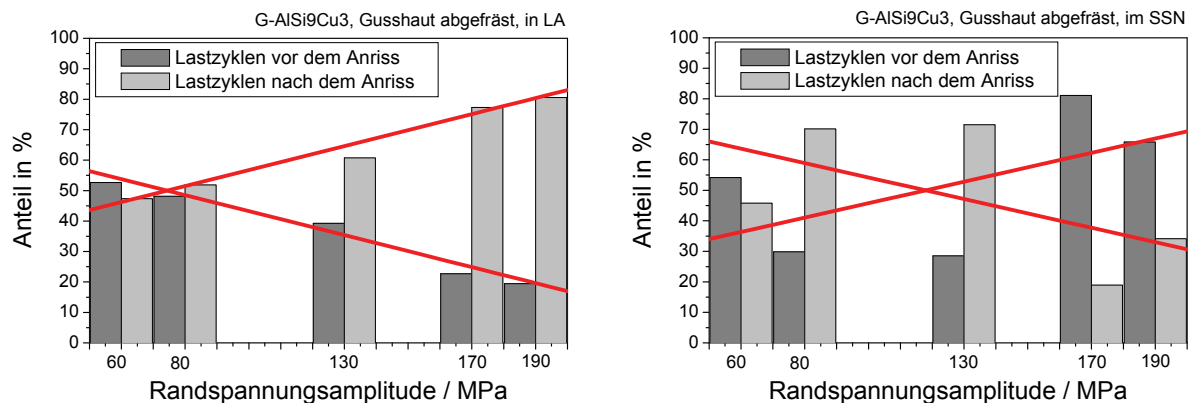 G-AlSi9Cu3, Gusshaut abgefräst, in LA
100
90
80
70
60
50
40
30
20
10
0
Lastzyklen vor dem Anriss
Lastzyklen nach dem Anriss
Anteil in %
60 80 130 170 190
Randspannungsamplitude / MPa
G-AlSi9Cu3, Gusshaut abgefräst, im SSN
100
90
80
70
60
50
40
30
20
10
0
Lastzyklen vor dem Anriss
Lastzyklen nach dem Anriss
Anteil in %
60 80 130 170 190
Randspannungsamplitude / MPa